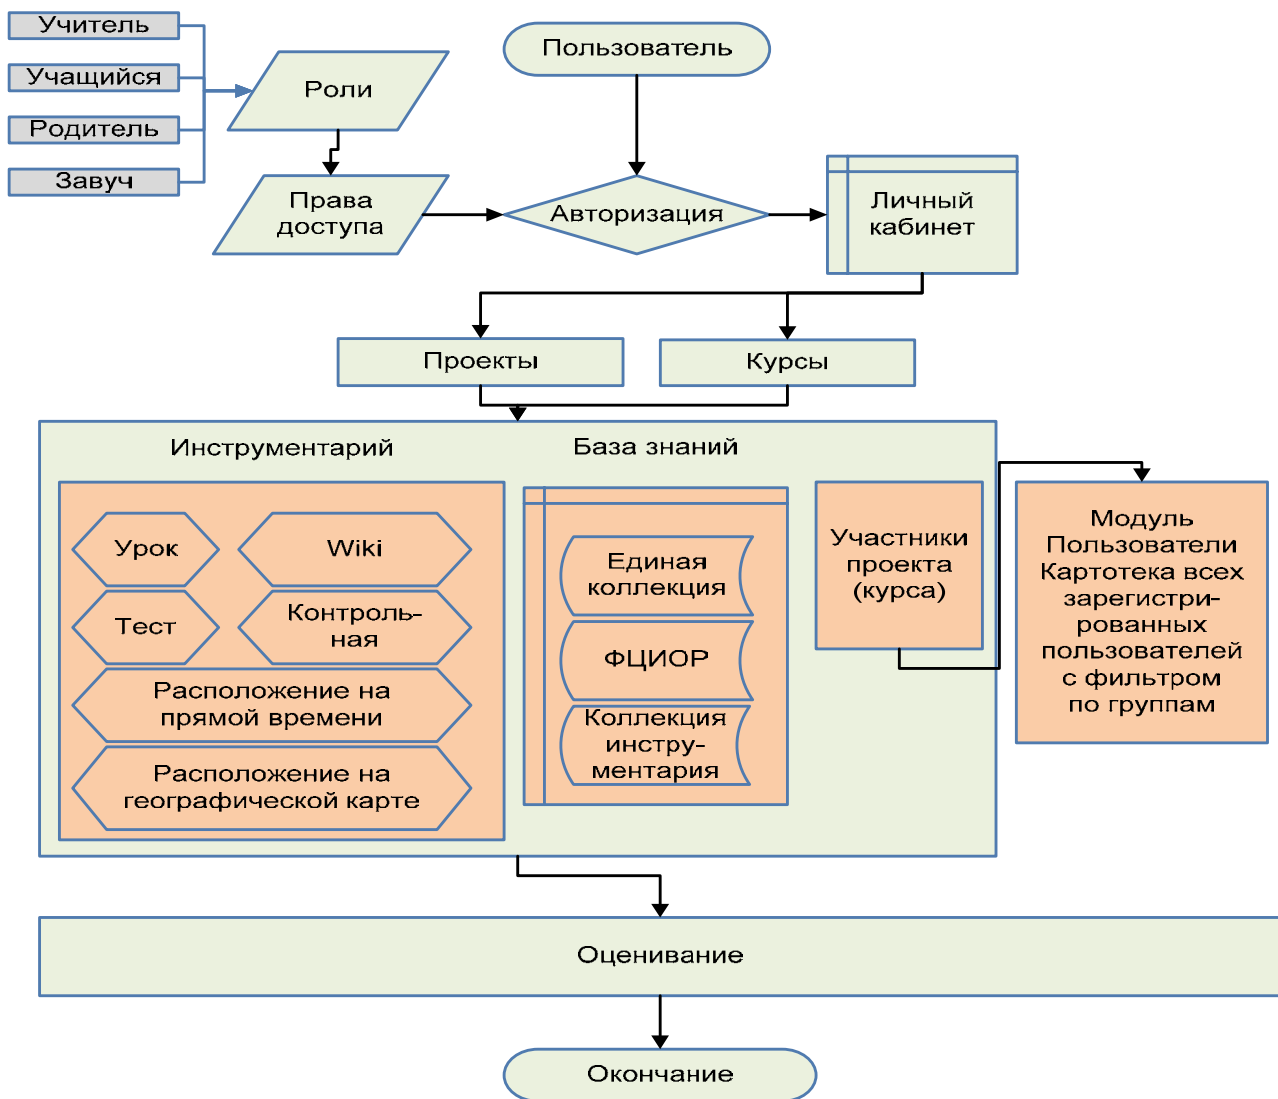 Учитель
Учащийся
Родитель
Завуч
Роли
Пользователь
Права
доступа
Авторизация
Личный
кабинет
Проекты
Курсы
Инструментарий
База знаний
Урок
Wiki
Тест
Контроль-
ная
Расположение на
прямой времени
Расположение на
географической карте
Единая
коллекция
ФЦИОР
Коллекция
инстру-
ментария
Участники
проекта
(курса)
Модуль
Пользователи
Картотека всех
зарегистри-
рованных
пользователей
с фильтром
по группам
Оценивание
Окончание